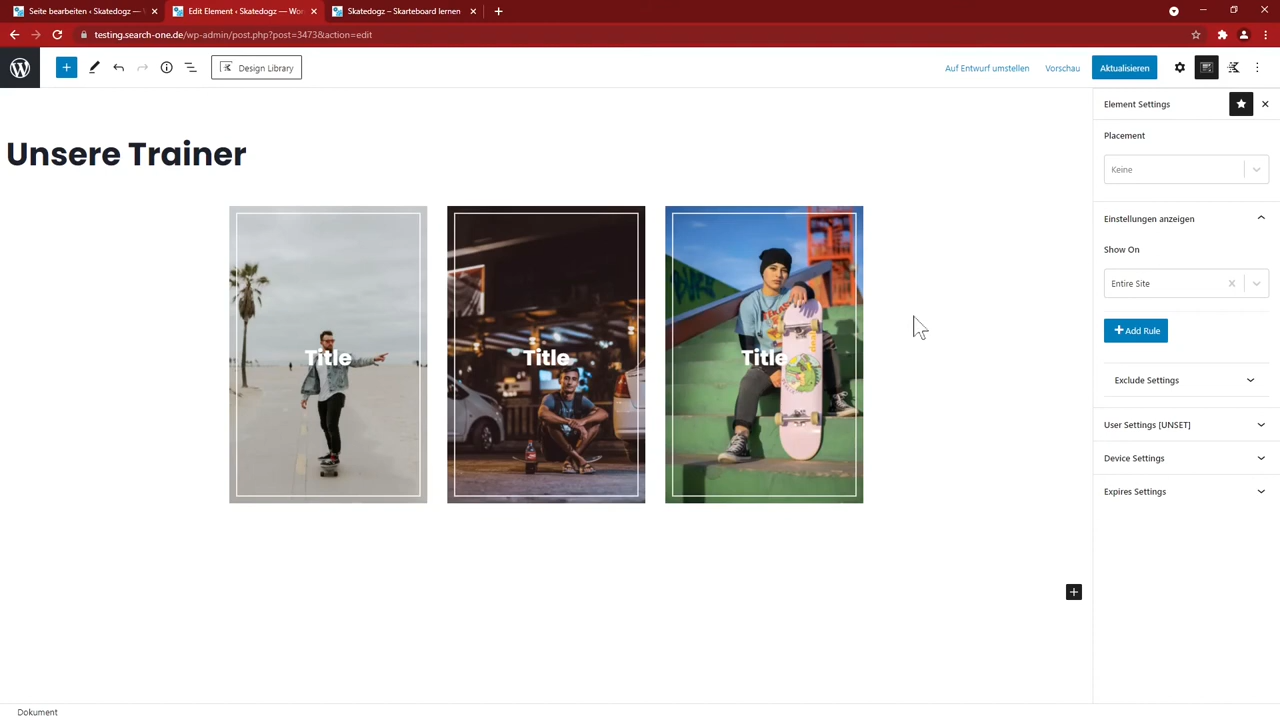 Seite bearbeiten ‹ Skatedogz — W
Edit Element ‹ Skatedogz — Wor
Skatedogz – Skarteboard lernen
testing.search-one.de/wp-admin/post.php?post=3473&action=edit
Design Library
Auf Entwurf umstellen
Vorschau
Aktualisieren
Element Settings
Placement
Keine
Einstellungen anzeigen
Show On
Entire Site
Add Rule
Exclude Settings
User Settings [UNSET]
Device Settings
Expires Settings
Unsere Trainer
Title
Title
Title
Dokument